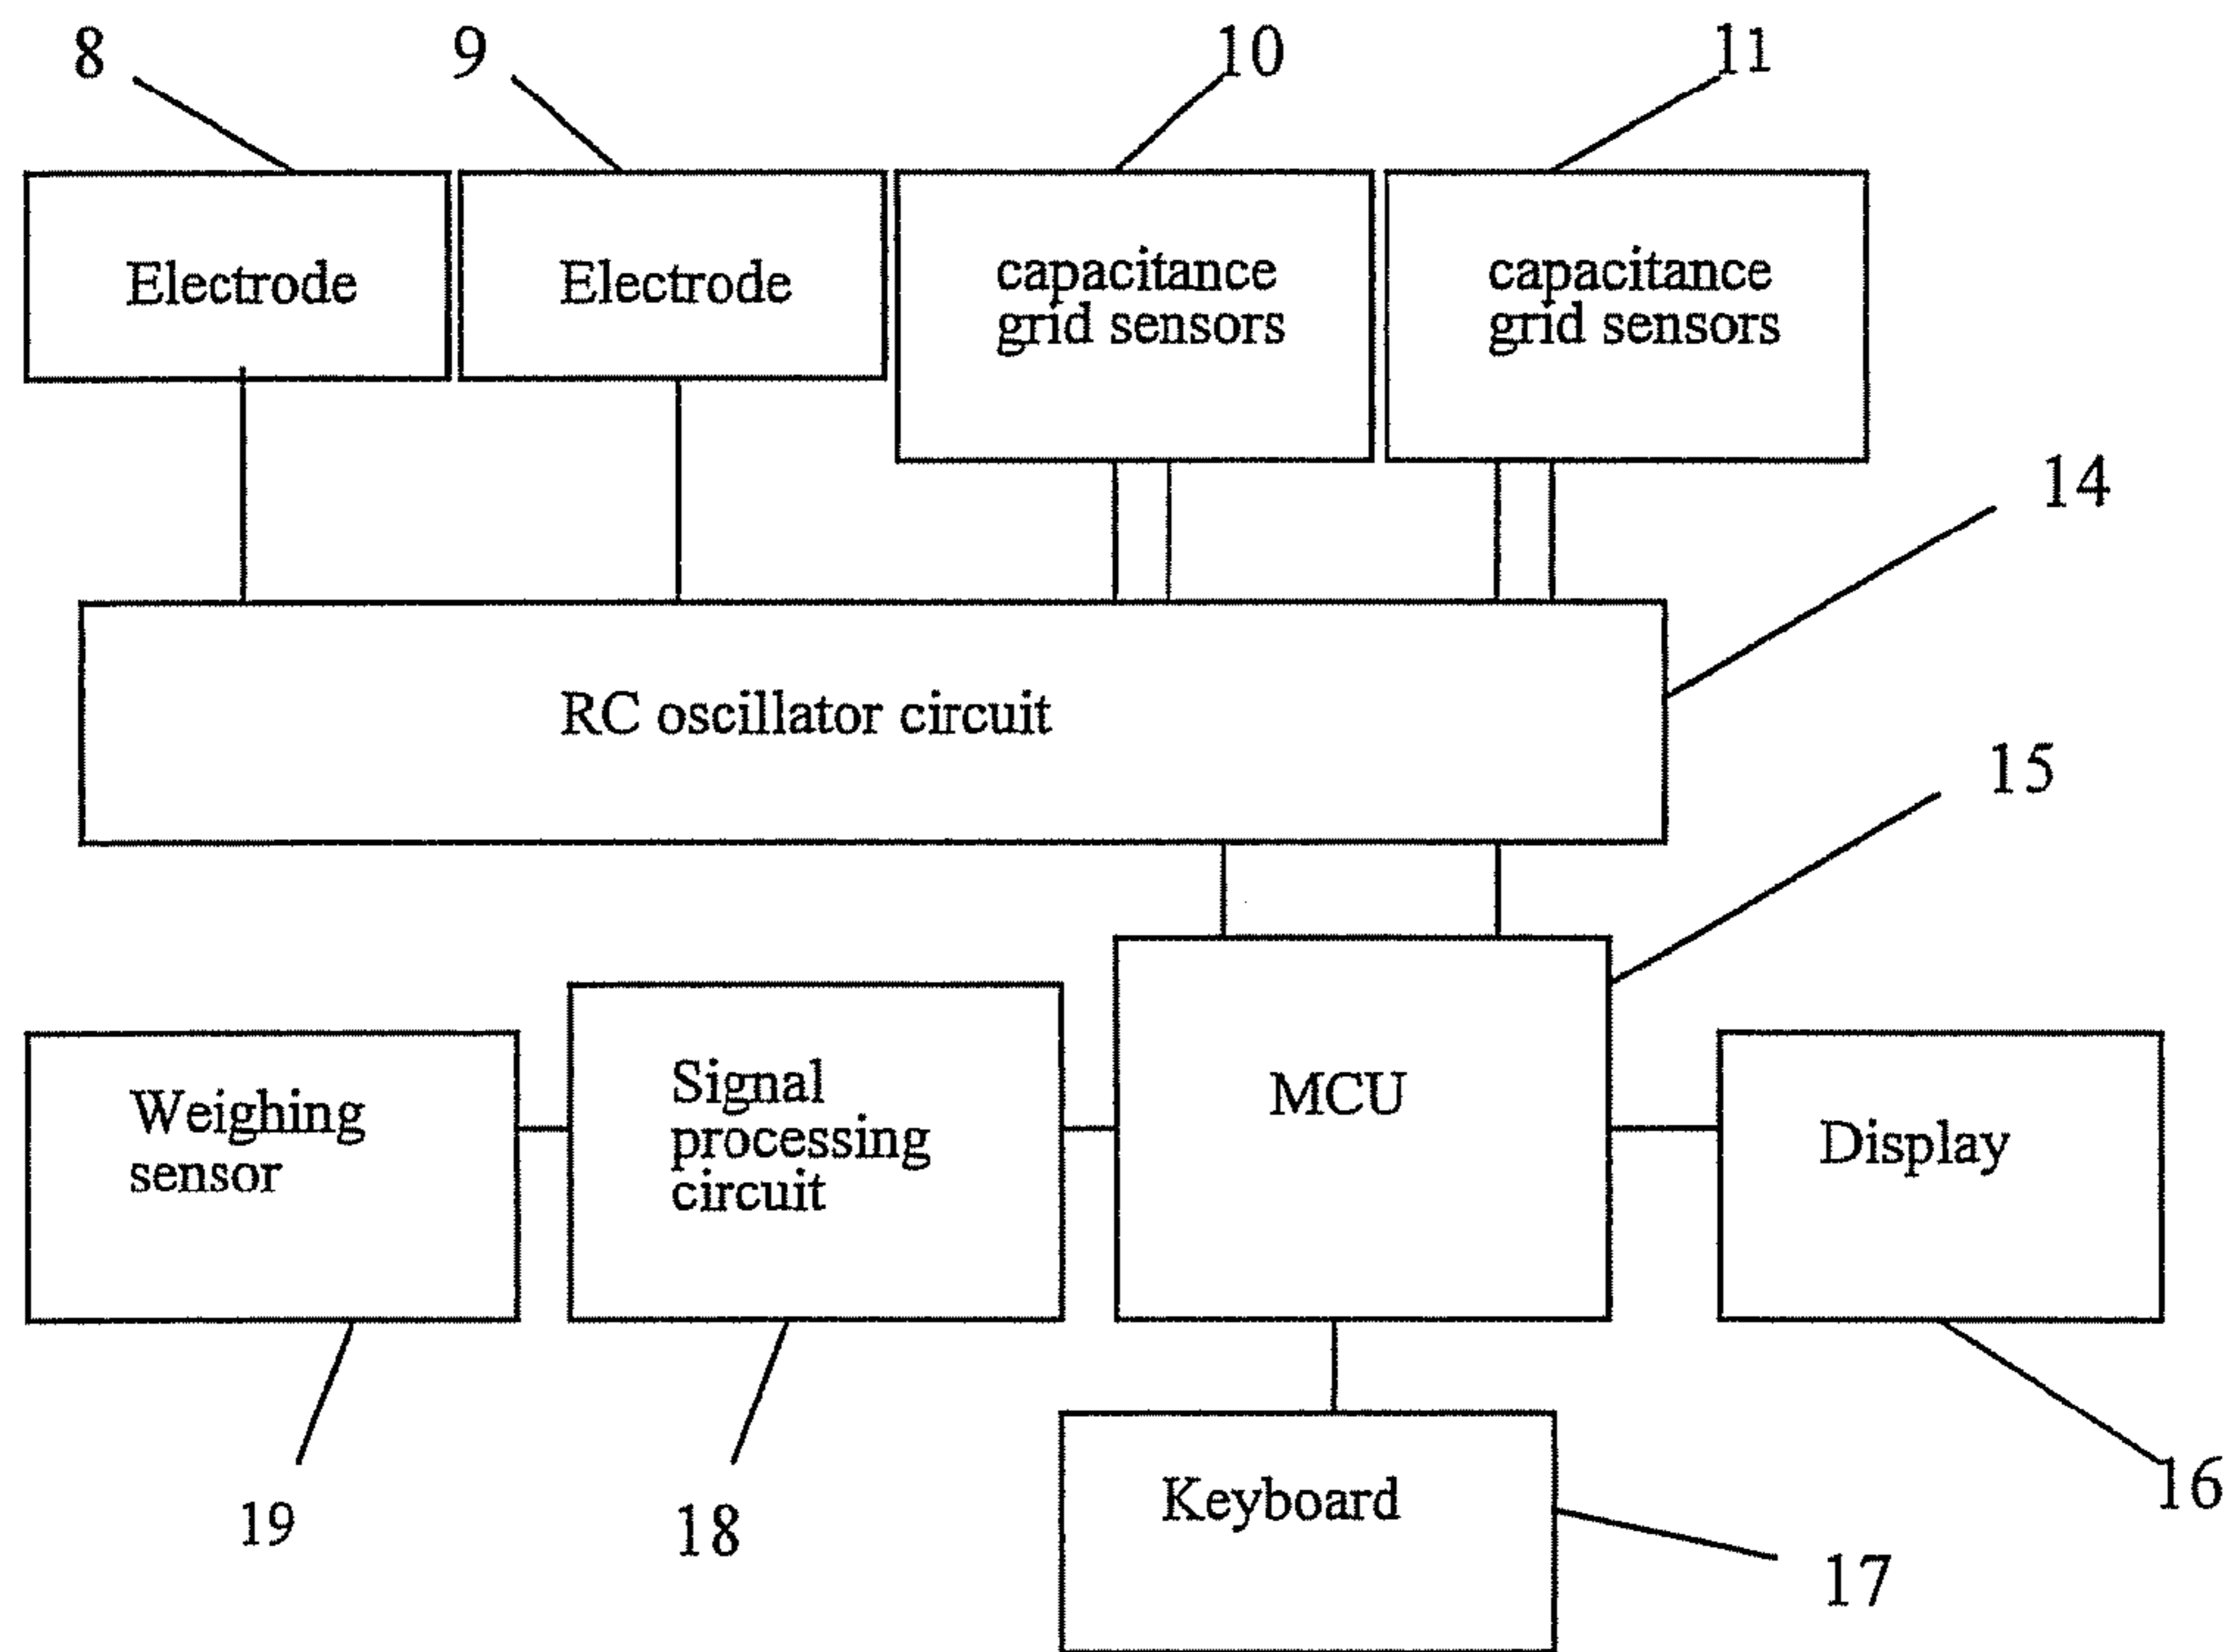 8
9
10
11
Electrode
Electrode
capacitance
grid sensors
capacitance
grid sensors
14
RC oscillator circuit
15
Weighing
sensor
Signal
processing
circuit
MCU
Display
19
18
Keyboard
16
17